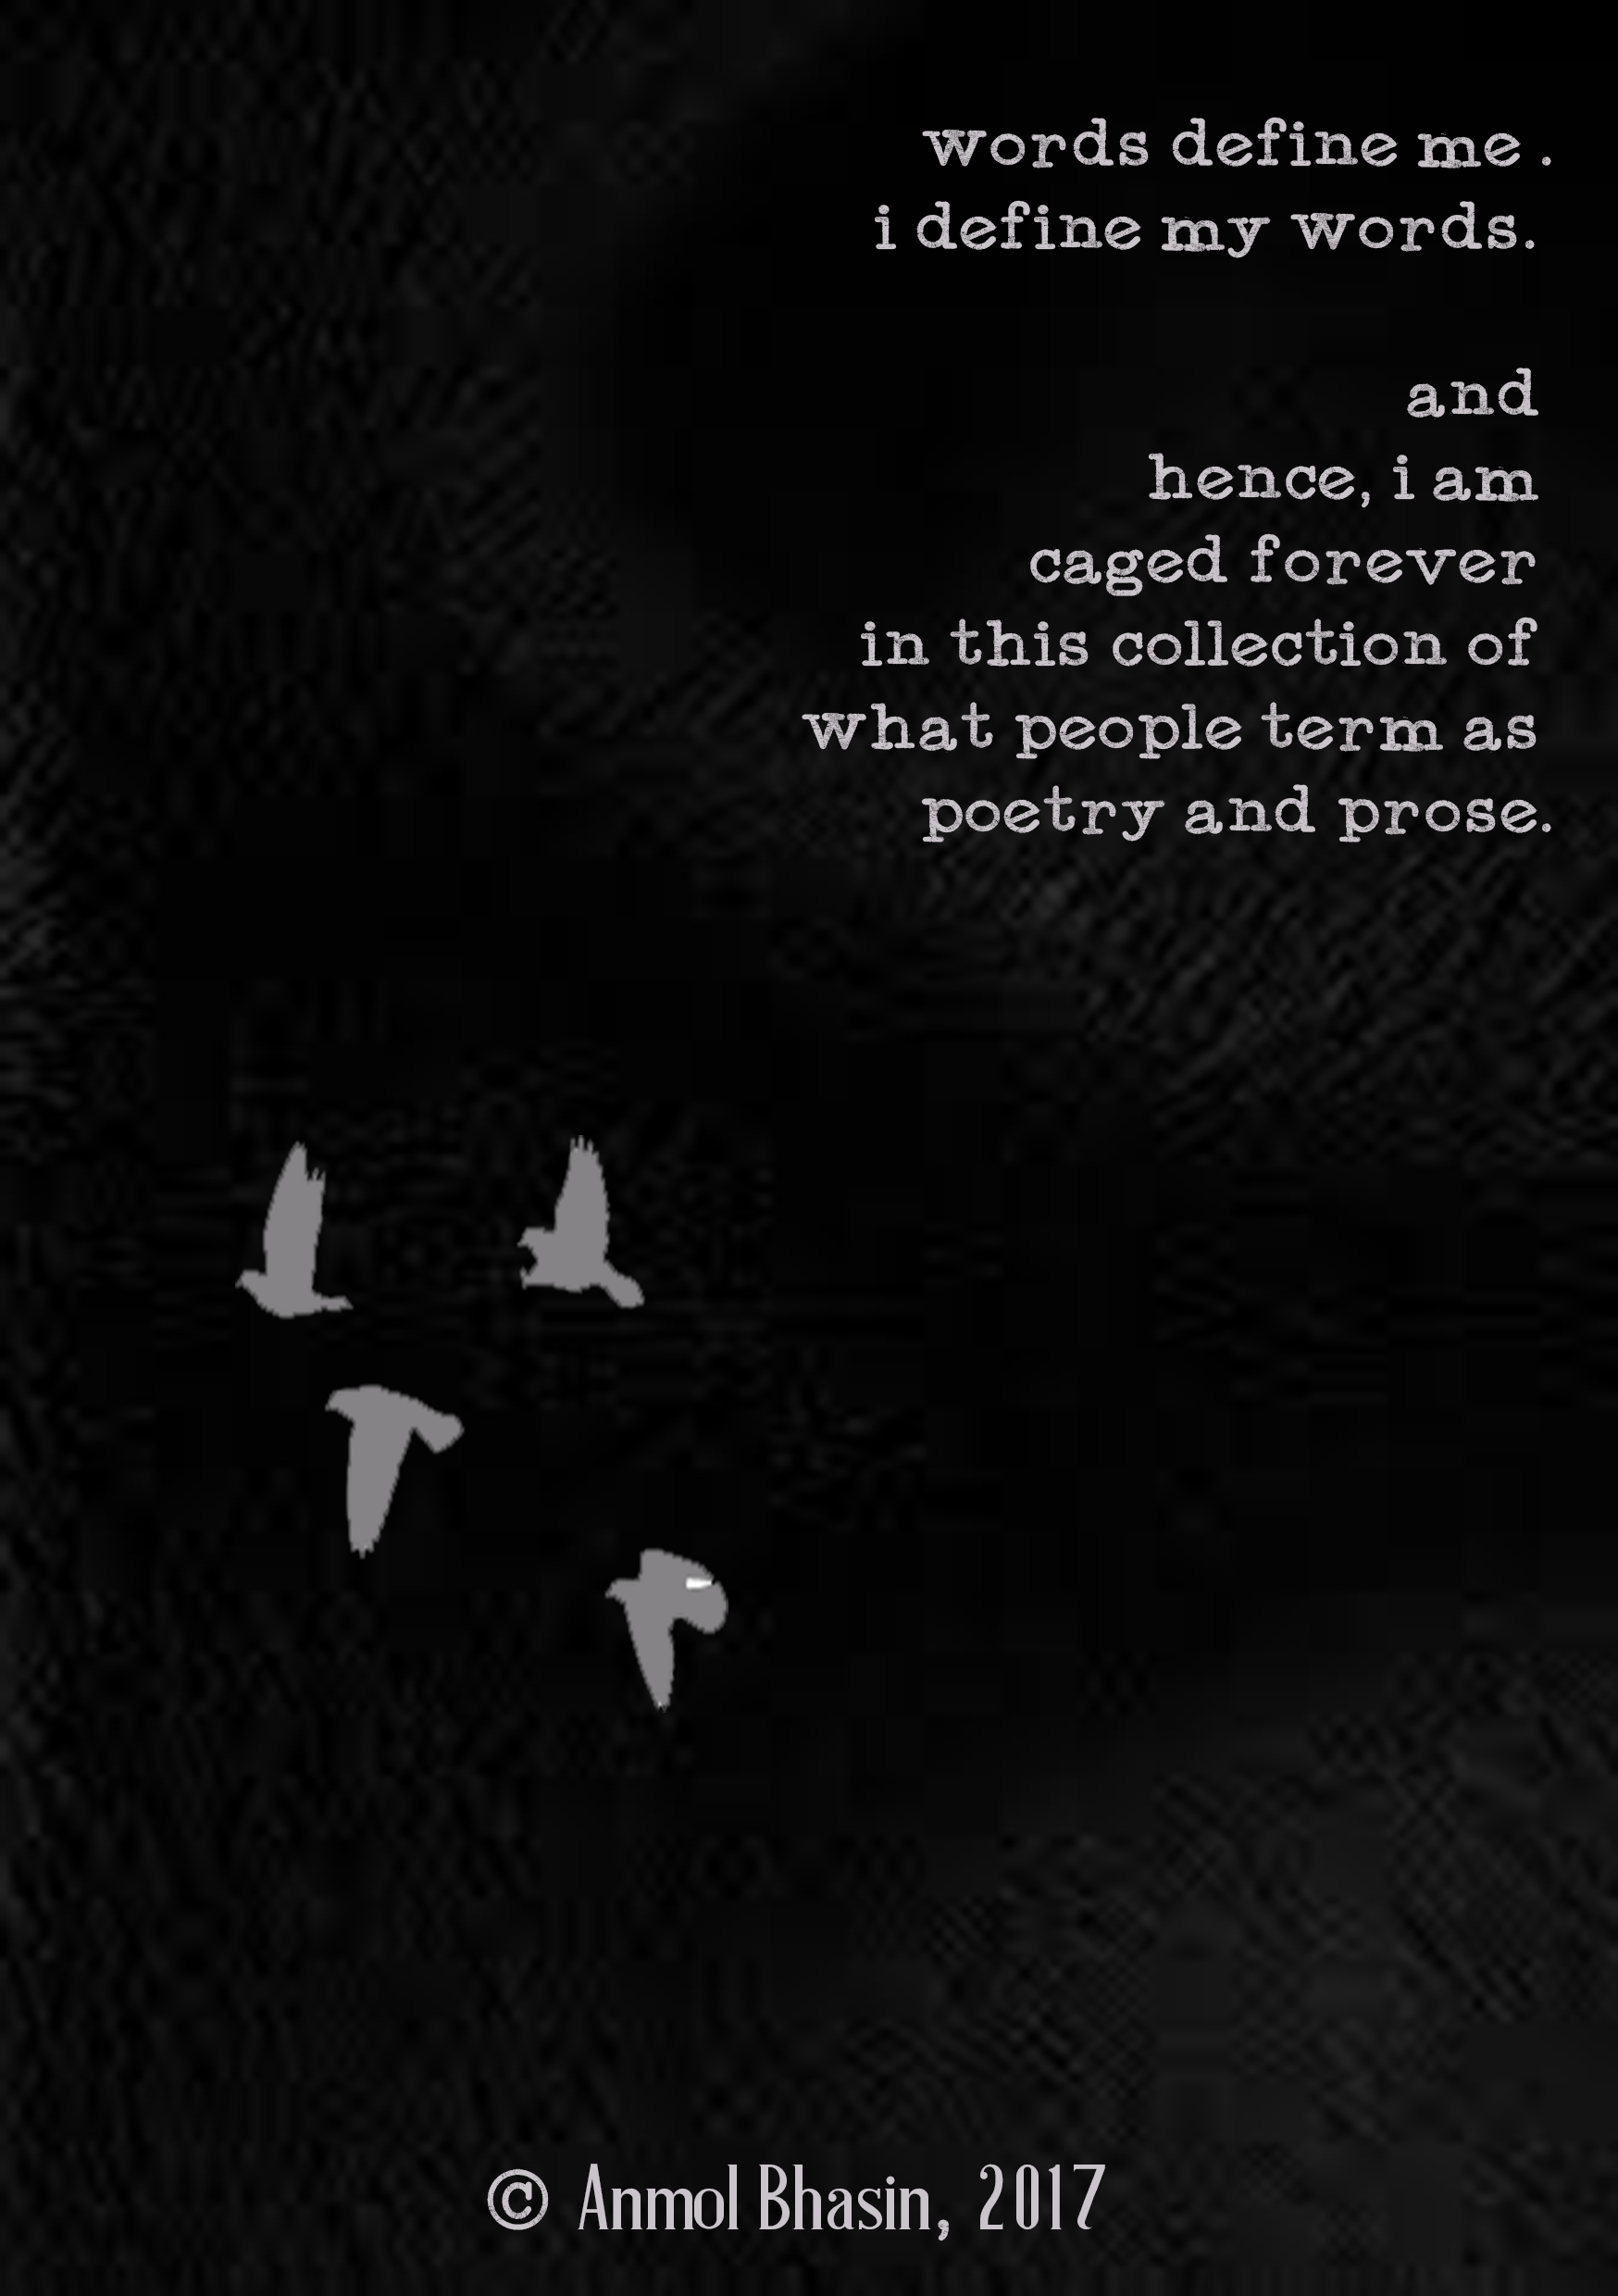 words define me .
i define my words.
and
hence, i am
caged forever
in this collection of
what people term as
poetry and prose.
© Anmol Bhasin, 2017